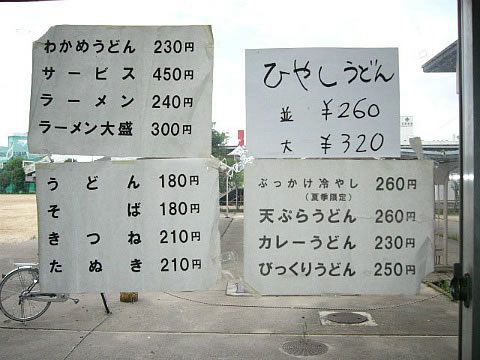 わかめうどん 230円
サービス 450円
ラーメン 240円
ラーメン大盛 300円
ひやしうどん
並 ¥260
大 ¥320
うどん 180円
そば 180円
きつね 210円
たぬき 210円
ぶっかけ冷やし 260円
(夏季限定)
天ぷらうどん 260円
カレーうどん 230円
びっくりうどん 250円